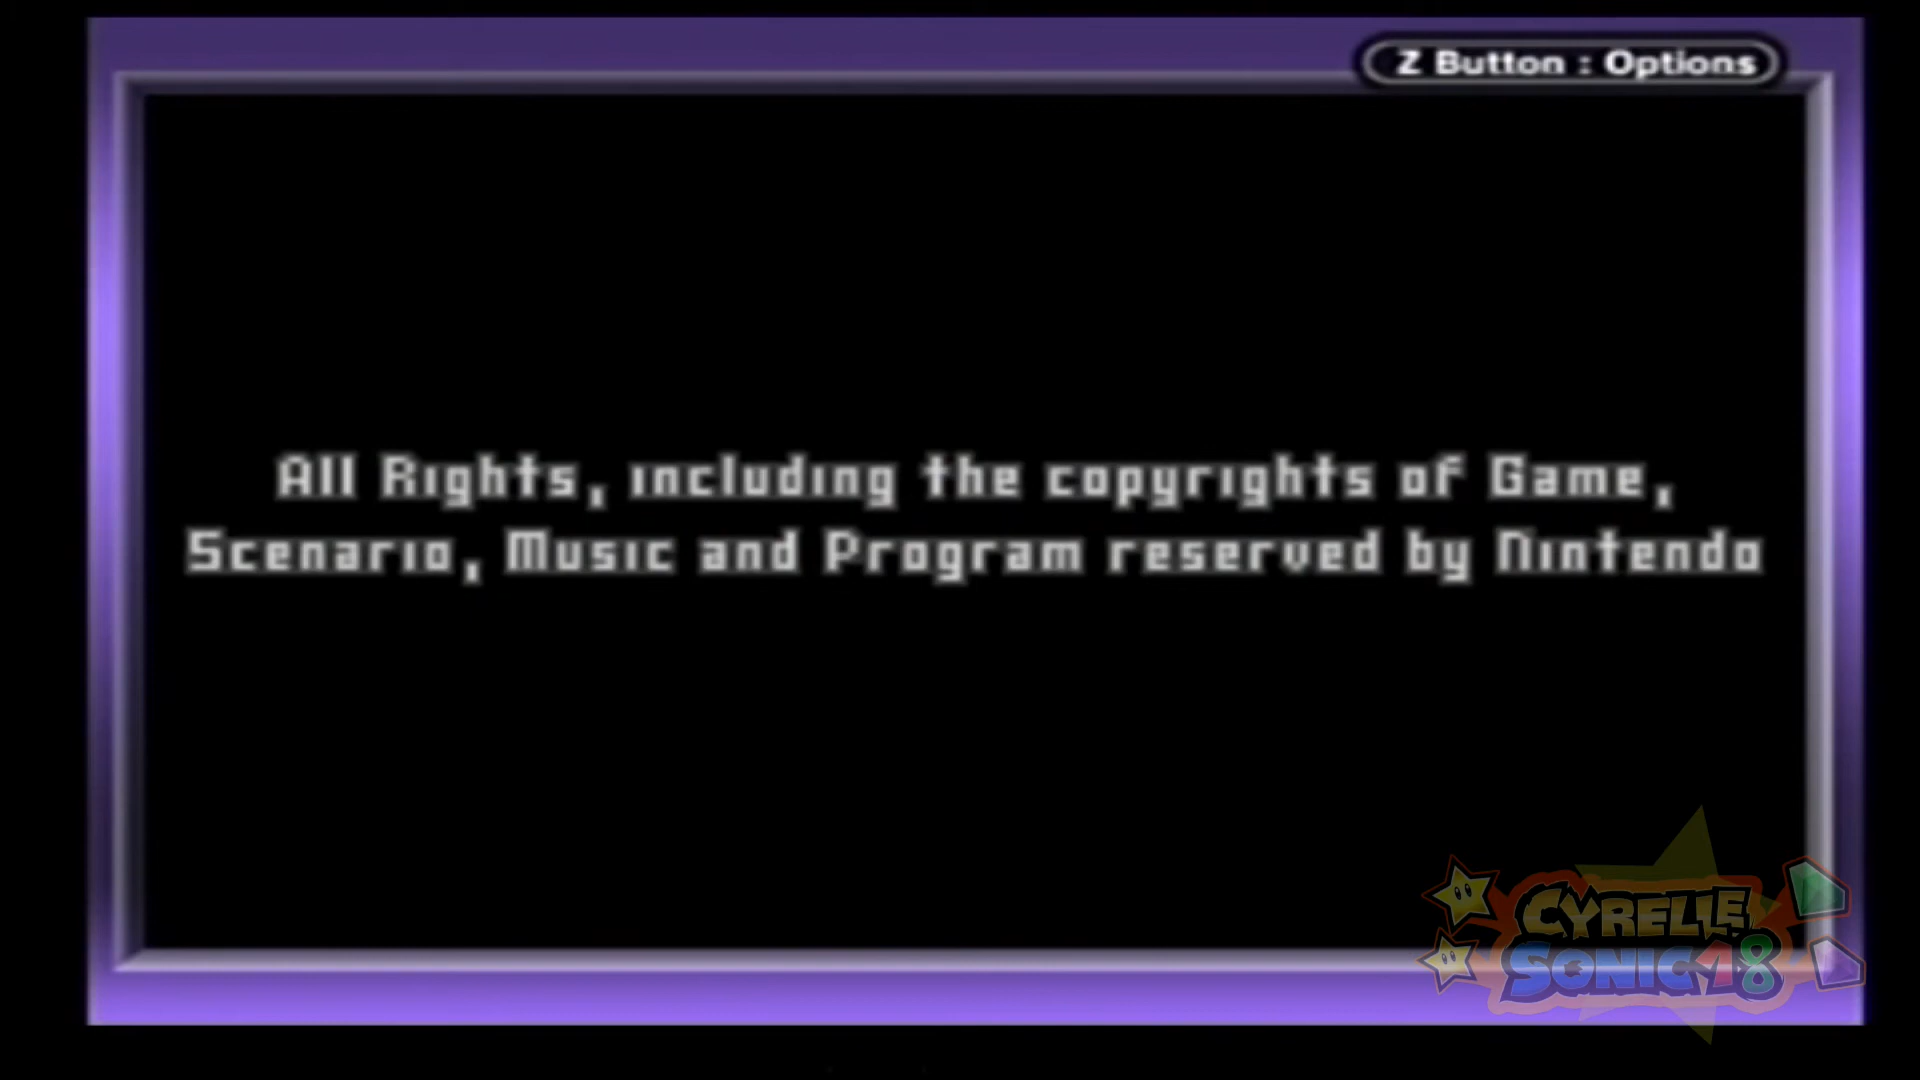 Z Button : Options
All Rights, including the copyrights of Game,
Scenario, Music and Program reserved by Nintendo
CYRELLE
SONIC18